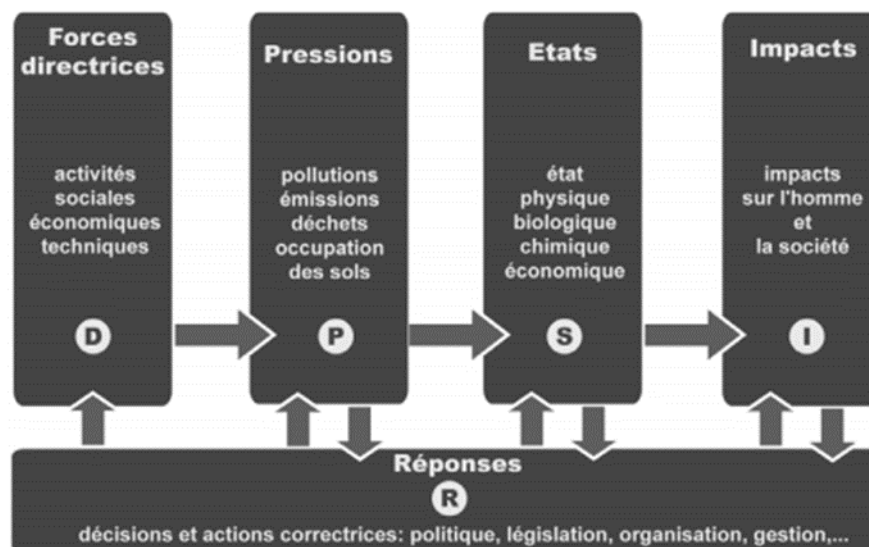 Forces
directrices
activités
sociales
économiques
techniques
D
Pressions
pollutions
émissions
déchets
occupation
des sols
P
Etats
état
physique
biologique
chimique
économique
S
Impacts
impacts
sur l'homme
et
la société
I
Réponses
R
décisions et actions correctrices: politique, législation, organisation, gestion,...